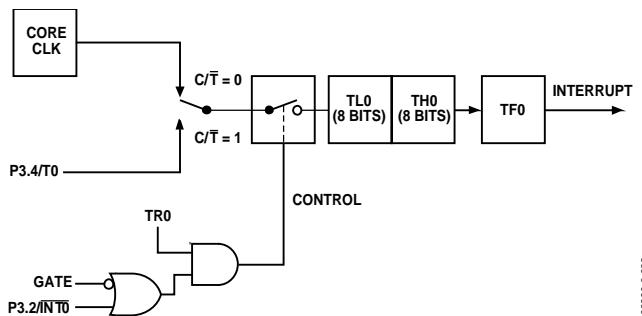 CORE
CLK
C/T̅ = 0
C/T̅ = 1
P3.4/T0
TL0
(8 BITS)
TH0
(8 BITS)
TF0
INTERRUPT
CONTROL
TR0
GATE
P3.2/I̅N̅T̅0̅